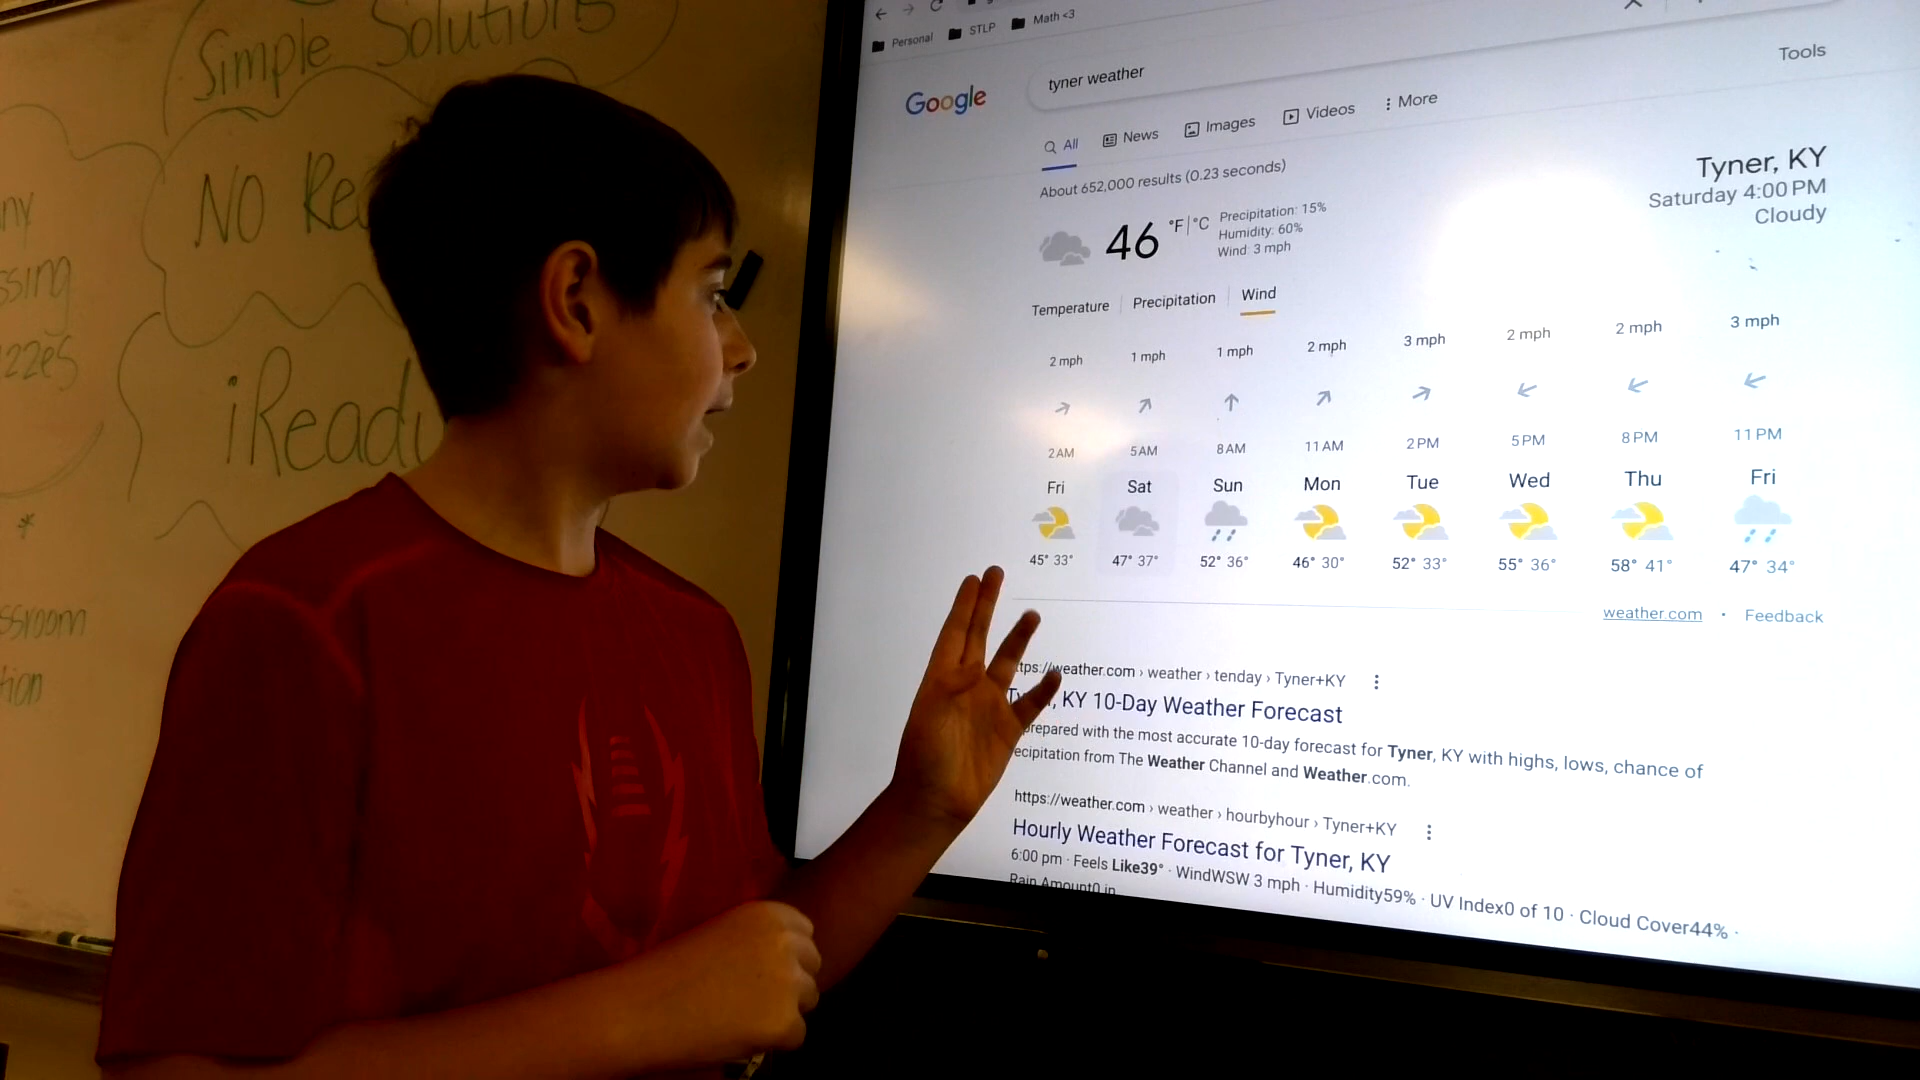 Simple Solutions
NO
iReady
ssroom
tion
*
Personal
STLP
Math <3
Google
tyner weather
Tools
All
News
Images
Videos
More
About 652,000 results (0.23 seconds)
Tyner, KY
Saturday 4:00 PM
Cloudy
46 °F | °C
Precipitation: 15%
Humidity: 60%
Wind: 3 mph
Temperature | Precipitation | Wind
2 mph 1 mph 1 mph 2 mph 3 mph 2 mph 2 mph 3 mph
2 AM 5 AM 8 AM 11 AM 2 PM 5 PM 8 PM 11 PM
Fri Sat Sun Mon Tue Wed Thu Fri
45° 33° 47° 37° 52° 36° 46° 30° 52° 33° 55° 36° 58° 41° 47° 34°
weather.com • Feedback
tps://weather.com › weather › tenday › Tyner+KY
KY 10-Day Weather Forecast
prepared with the most accurate 10-day forecast for Tyner, KY with highs, lows, chance of
ecipitation from The Weather Channel and Weather.com.
https://weather.com › weather › hourbyhour › Tyner+KY
Hourly Weather Forecast for Tyner, KY
6:00 pm · Feels Like39° · WindWSW 3 mph · Humidity59% · UV Index0 of 10 · Cloud Cover44% ·
Rain Amount0 in